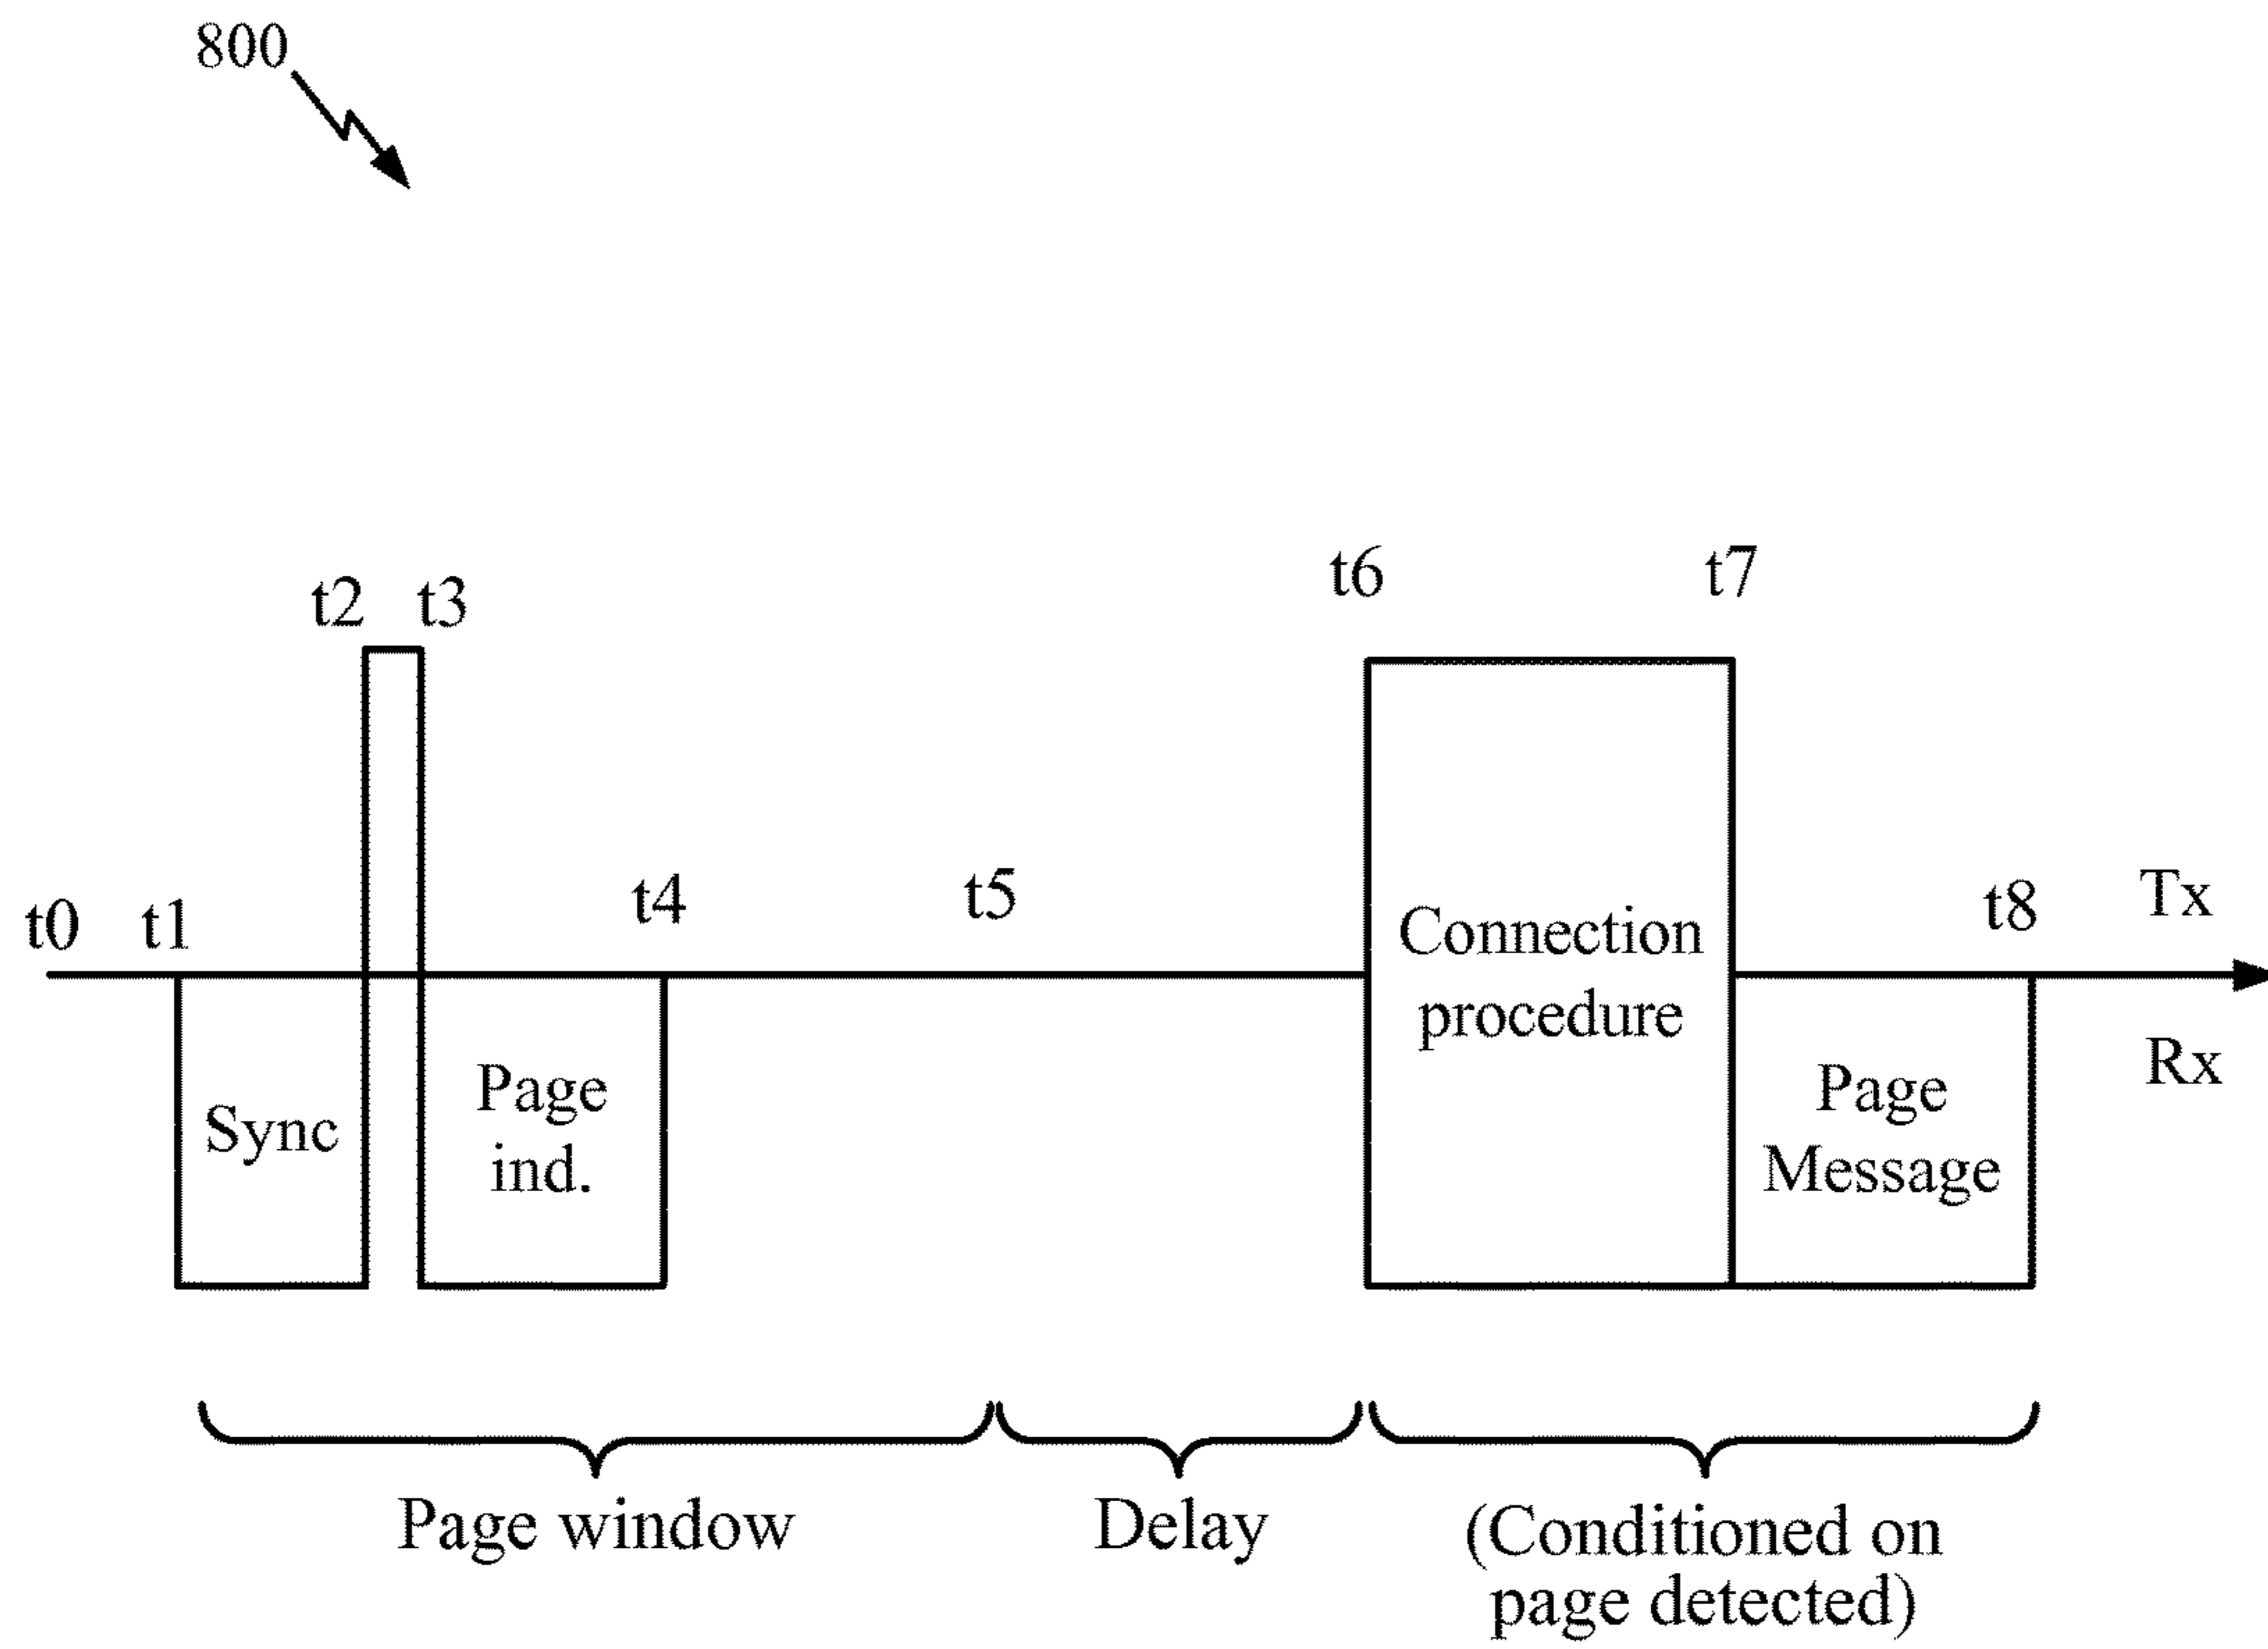 800
t6
t7
t2
t3
t0
t1
t4
t5
t8
Tx
Rx
Connection
procedure
Sync
Page
ind.
Page
Message
Page window
Delay
(Conditioned on
page detected)